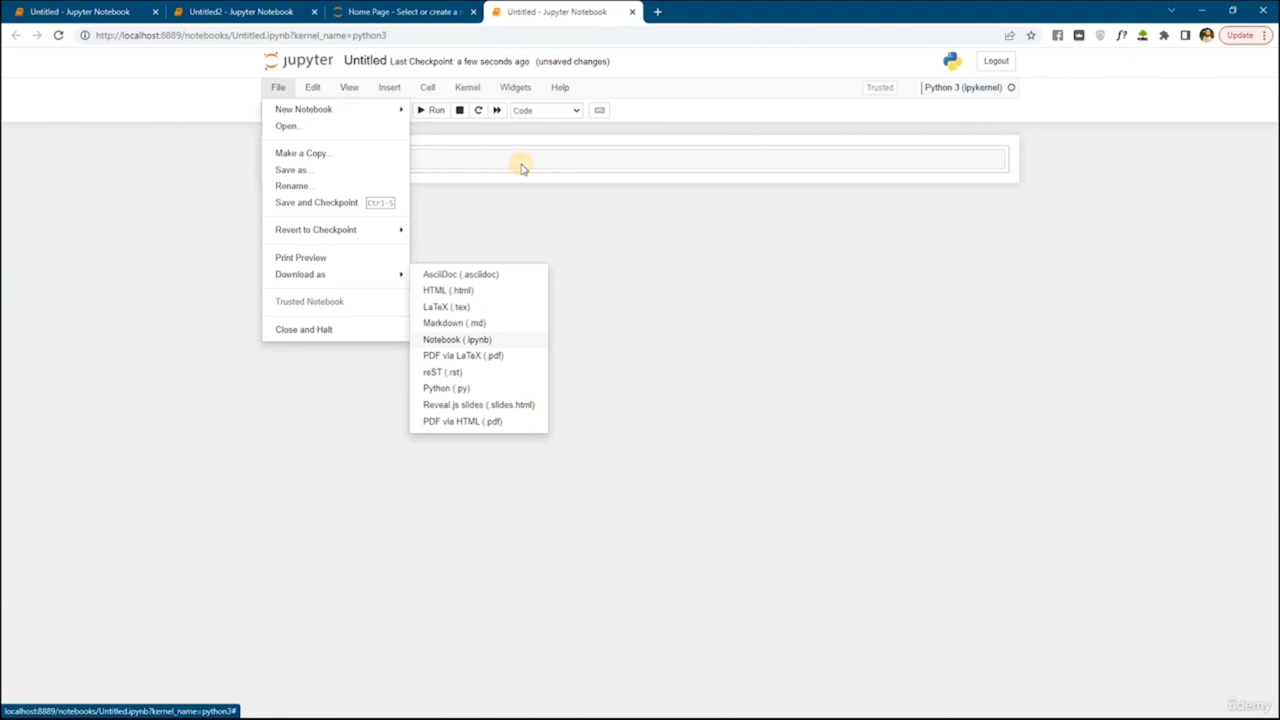 Untitled - Jupyter Notebook
Untitled2 - Jupyter Notebook
Home Page - Select or create a n
Untitled - Jupyter Notebook
http://localhost:8889/notebooks/Untitled.ipynb?kernel_name=python3
f?
Update
jupyter Untitled Last Checkpoint: a few seconds ago (unsaved changes)
Logout
File Edit View Insert Cell Kernel Widgets Help
Trusted
Python 3 (ipykernel)
Run
Code
New Notebook
Open...
Make a Copy...
Save as...
Rename...
Save and Checkpoint Ctrl-S
Revert to Checkpoint
Print Preview
Download as
Trusted Notebook
Close and Halt
AsciiDoc (.asciidoc)
HTML (.html)
LaTeX (.tex)
Markdown (.md)
Notebook (.ipynb)
PDF via LaTeX (.pdf)
reST (.rst)
Python (.py)
Reveal.js slides (.slides.html)
PDF via HTML (.pdf)
localhost:8889/notebooks/Untitled.ipynb?kernel_name=python3#
ûdemy